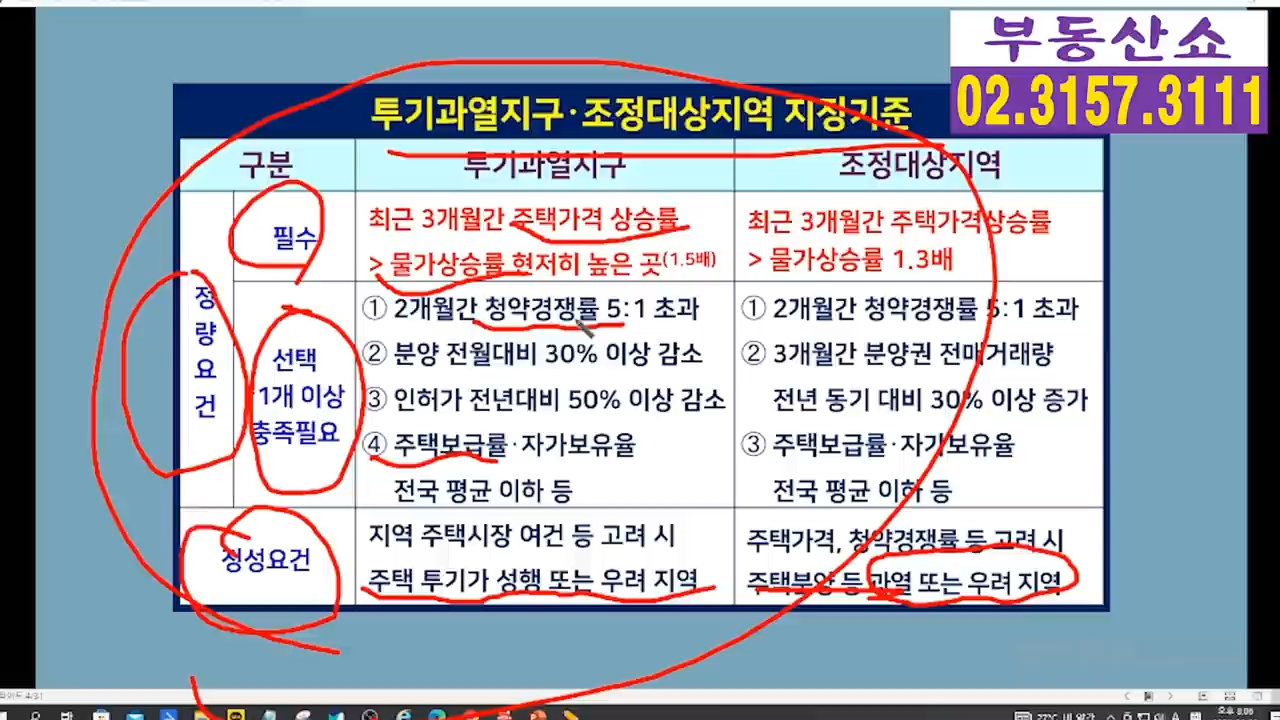 부동산쇼
02.3157.3111
투기과열지구·조정대상지역 지정기준
구분
투기과열지구
조정대상지역
정량요건
필수
최근 3개월간 주택가격 상승률
> 물가상승률 현저히 높은 곳(1.5배)
최근 3개월간 주택가격상승률
> 물가상승률 1.3배
선택
1개 이상
충족필요
① 2개월간 청약경쟁률 5:1 초과
② 분양 전월대비 30% 이상 감소
③ 인허가 전년대비 50% 이상 감소
④ 주택보급률·자가보유율
전국 평균 이하 등
① 2개월간 청약경쟁률 5:1 초과
② 3개월간 분양권 전매거래량
전년 동기 대비 30% 이상 증가
③ 주택보급률·자가보유율
전국 평균 이하 등
정성요건
지역 주택시장 여건 등 고려 시
주택 투기가 성행 또는 우려 지역
주택가격, 청약경쟁률 등 고려 시
주택분양 등 과열 또는 우려 지역
27℃
오후 8:06